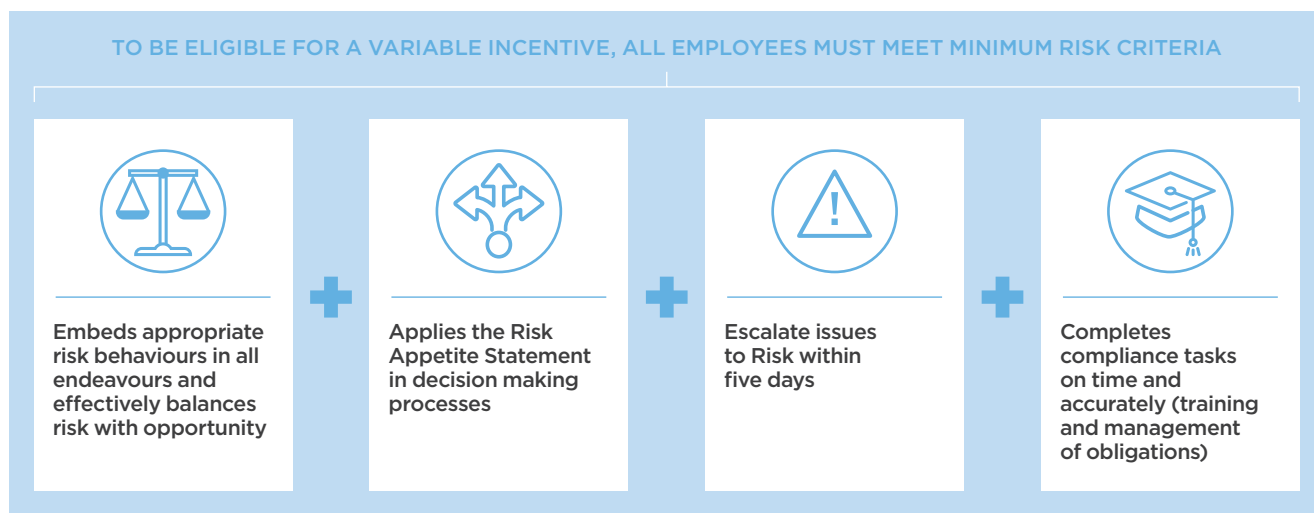 TO BE ELIGIBLE FOR A VARIABLE INCENTIVE, ALL EMPLOYEES MUST MEET MINIMUM RISK CRITERIA
Embeds appropriate
risk behaviours in all
endeavours and
effectively balances
risk with opportunity
Applies the Risk
Appetite Statement
in decision making
processes
Escalate issues
to Risk within
five days
Completes
compliance tasks
on time and
accurately (training
and management
of obligations)